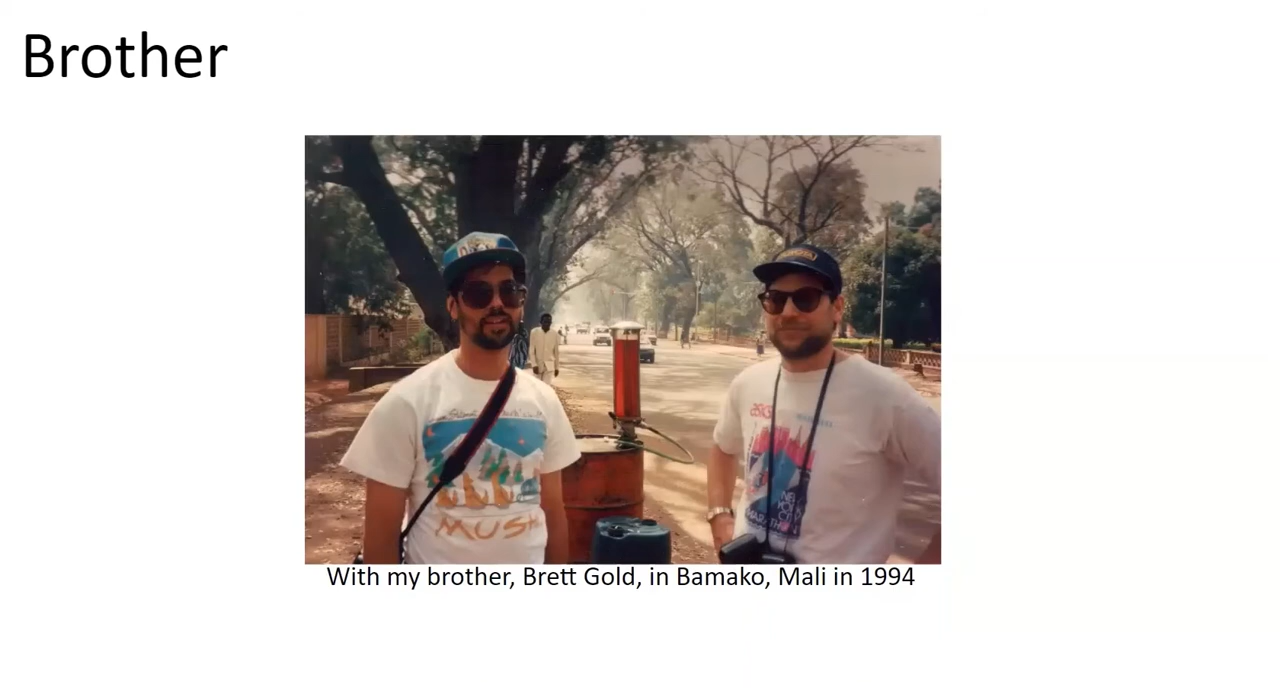 Brother
MUSH
NEW
YORK
CITY
MARATHON
With my brother, Brett Gold, in Bamako, Mali in 1994